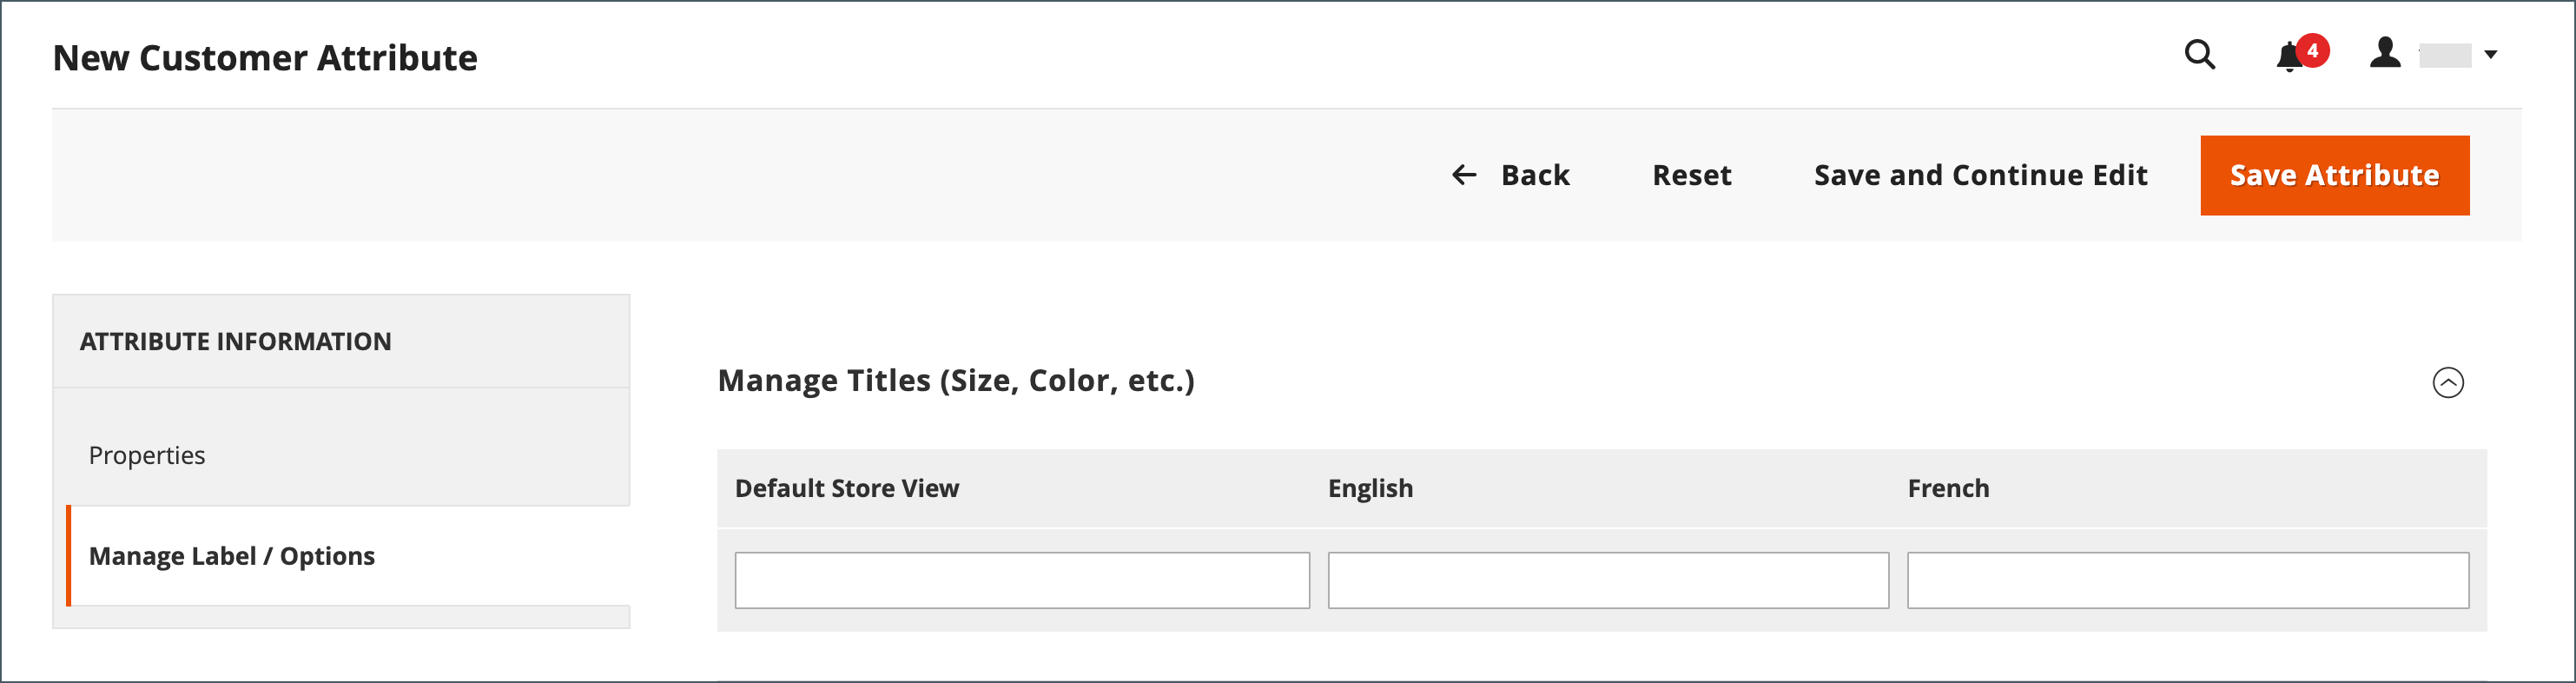 New Customer Attribute
4
Back Reset Save and Continue Edit Save Attribute
ATTRIBUTE INFORMATION
Properties
Manage Label / Options
Manage Titles (Size, Color, etc.)
Default Store View English French